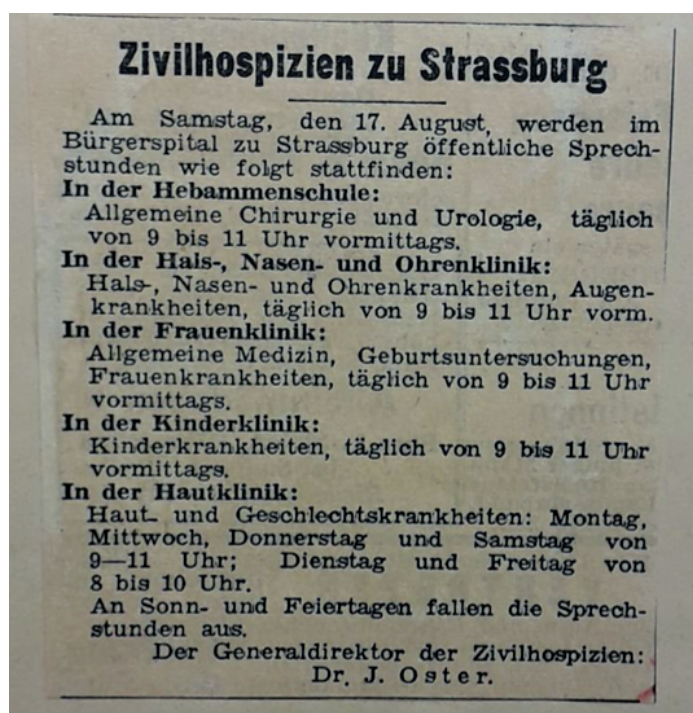 Zivilhospizien zu Strassburg
Am Samstag, den 17. August, werden im
Bürgerspital zu Strassburg öffentliche Sprech-
stunden wie folgt stattfinden:
In der Hebammenschule:
Allgemeine Chirurgie und Urologie, täglich
von 9 bis 11 Uhr vormittags.
In der Hals-, Nasen- und Ohrenklinik:
Hals-, Nasen- und Ohrenkrankheiten, Augen-
krankheiten, täglich von 9 bis 11 Uhr vorm.
In der Frauenklinik:
Allgemeine Medizin, Geburtsuntersuchungen,
Frauenkrankheiten, täglich von 9 bis 11 Uhr
vormittags.
In der Kinderklinik:
Kinderkrankheiten, täglich von 9 bis 11 Uhr
vormittags.
In der Hautklinik:
Haut- und Geschlechtskrankheiten: Montag,
Mittwoch, Donnerstag und Samstag von
9—11 Uhr; Dienstag und Freitag von
8 bis 10 Uhr.
An Sonn- und Feiertagen fallen die Sprech-
stunden aus.
Der Generaldirektor der Zivilhospizien:
Dr. J. Oster.